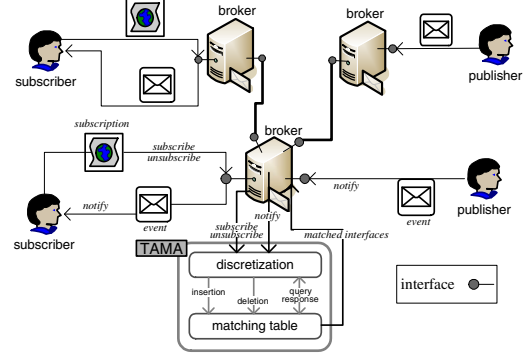 broker
broker
subscriber
publisher
subscription
subscribe
unsubscribe
broker
notify
notify
event
event
subscriber
publisher
subscribe
unsubscribe
notify
matched interfaces
TAMA
discretization
insertion
deletion
query
response
matching table
interface